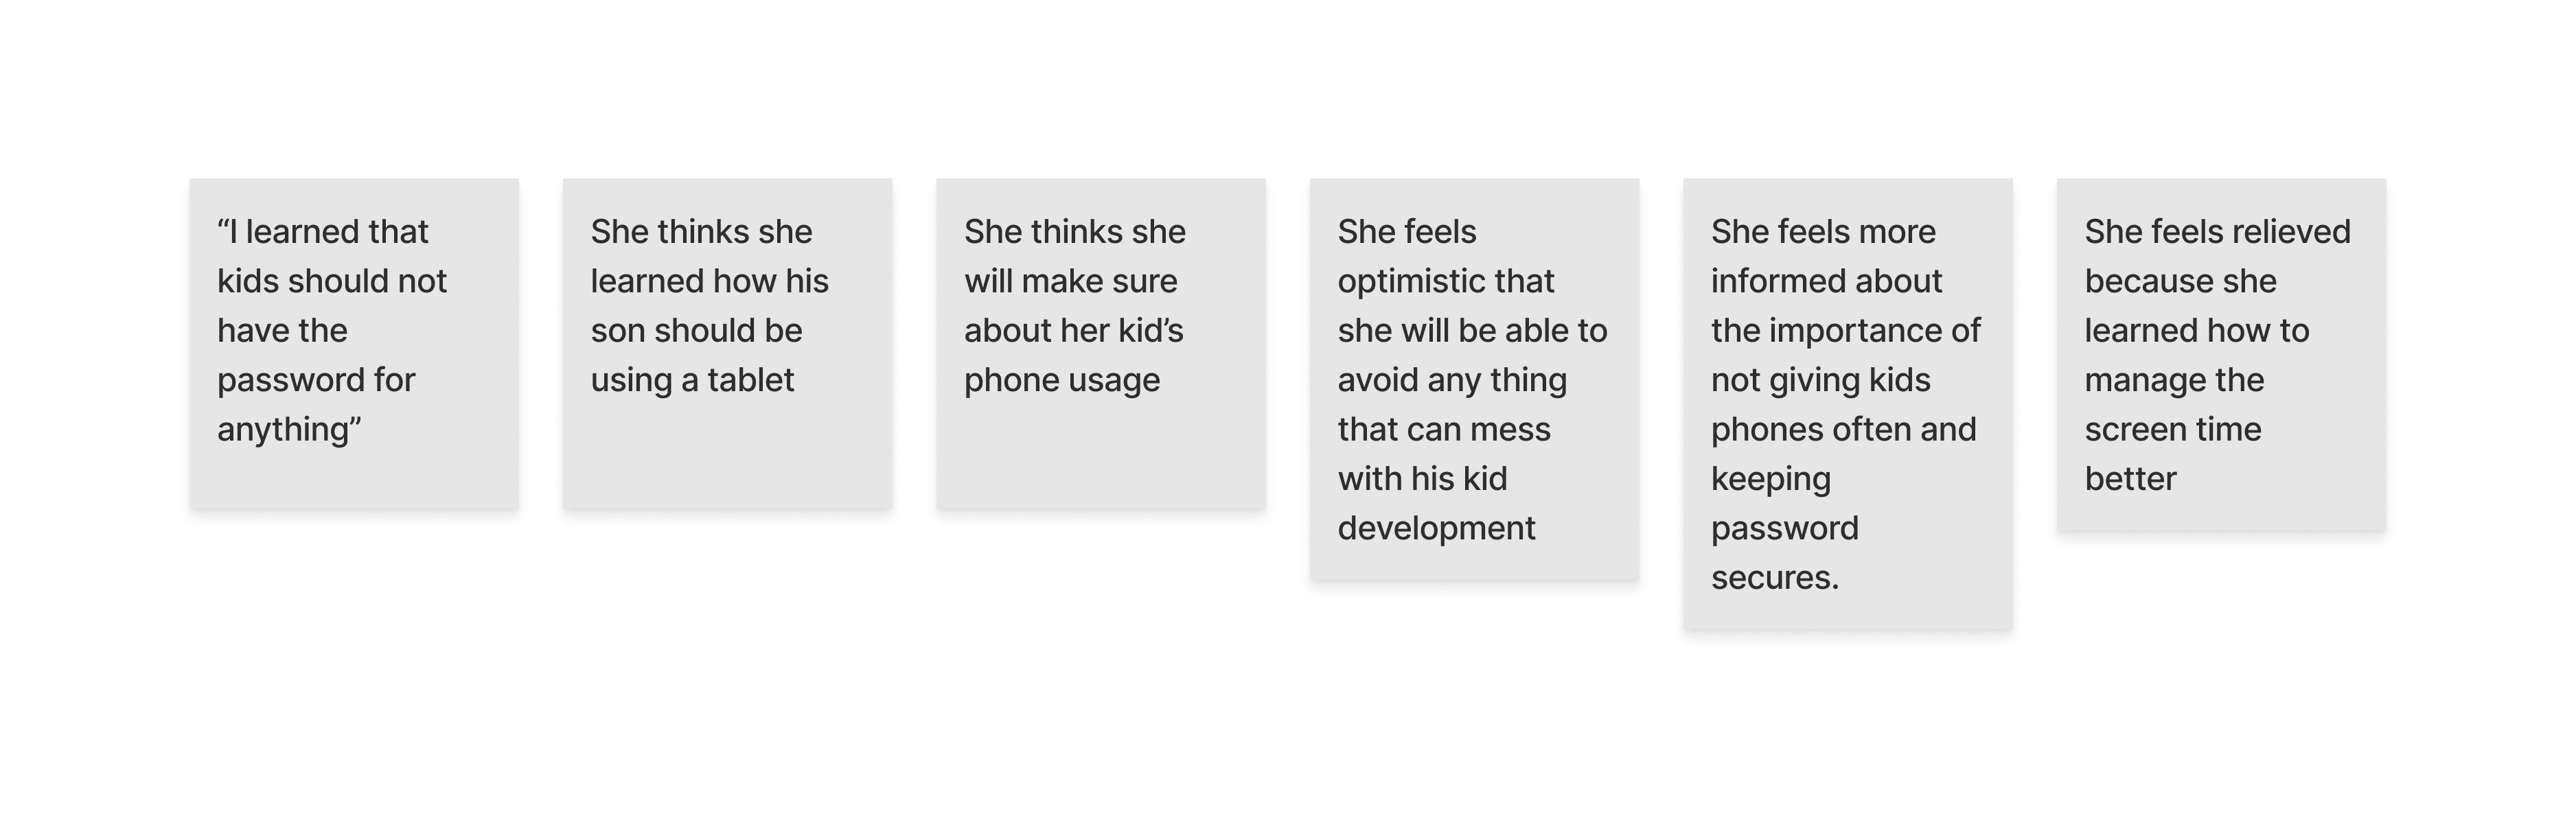 “I learned that
kids should not
have the
password for
anything”
She thinks she
learned how his
son should be
using a tablet
She thinks she
will make sure
about her kid’s
phone usage
She feels
optimistic that
she will be able to
avoid any thing
that can mess
with his kid
development
She feels more
informed about
the importance of
not giving kids
phones often and
keeping
password
secures.
She feels relieved
because she
learned how to
manage the
screen time
better